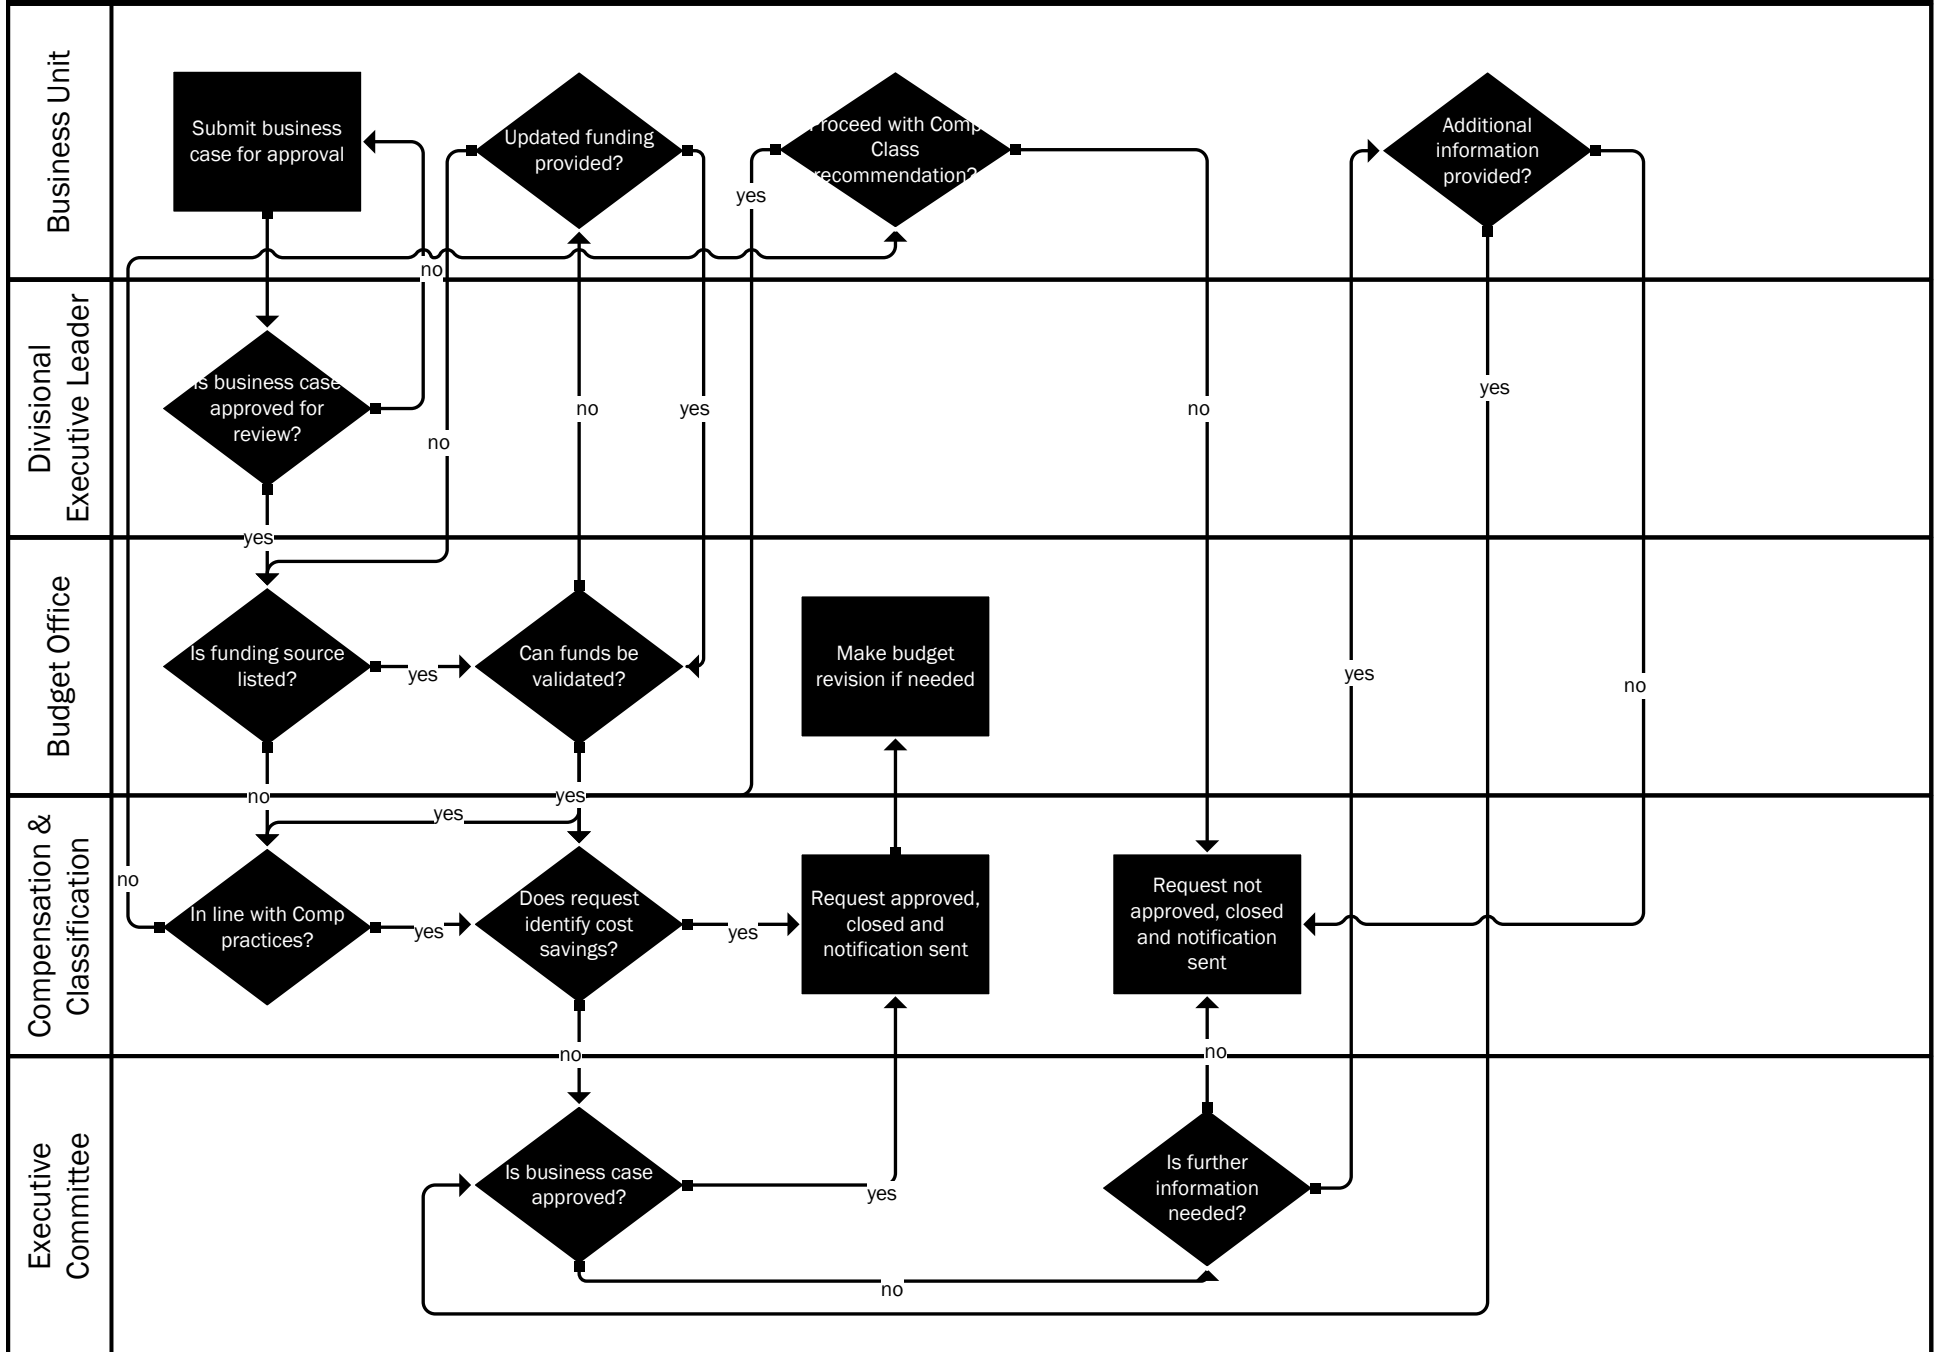 Business Unit
Submit business
case for approval
Updated funding
provided?
Proceed with Comp
Class
recommendation?
Additional
information
provided?
yes
no
Divisional
Executive Leader
Is business case
approved for
review?
no
no
yes
no
yes
yes
Budget Office
Is funding source
listed?
yes
Can funds be
validated?
Make budget
revision if needed
yes
no
no
yes
yes
Compensation &
Classification
no
In line with Comp
practices?
yes
Does request
identify cost
savings?
yes
Request approved,
closed and
notification sent
Request not
approved, closed
and notification
sent
no
no
Executive
Committee
Is business case
approved?
yes
Is further
information
needed?
no